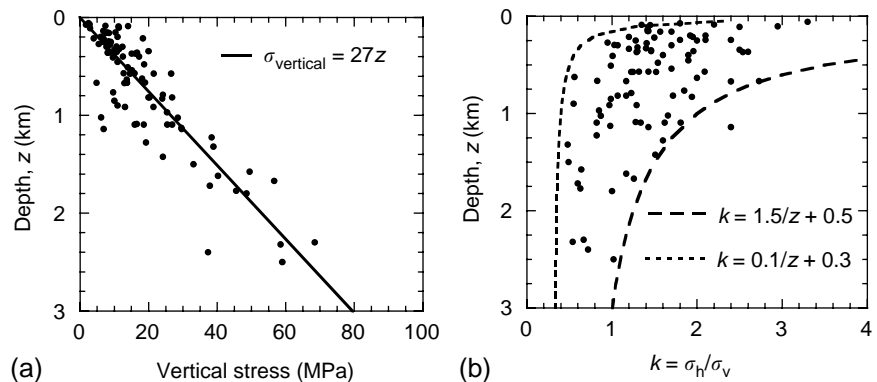 0
1
2
3
Depth, z (km)
0 20 40 60 80 100
Vertical stress (MPa)
σvertical = 27z
(a)
0
1
2
3
Depth, z (km)
0 1 2 3 4
k = σh/σv
k = 1.5/z + 0.5
k = 0.1/z + 0.3
(b)